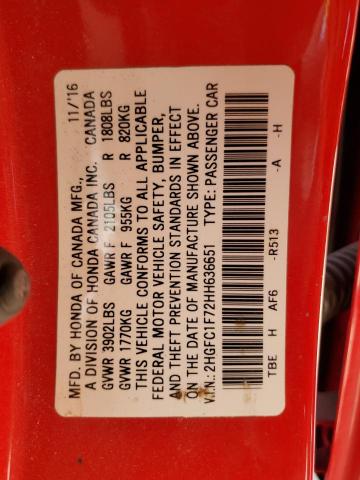 MFD. BY HONDA OF CANADA MFG., 11/'16
A DIVISION OF HONDA CANADA INC. CANADA
GVWR 3902LBS GAWR F 2105LBS R 1808LBS
GVWR 1770KG GAWR F 955KG R 820KG
THIS VEHICLE CONFORMS TO ALL APPLICABLE
FEDERAL MOTOR VEHICLE SAFETY, BUMPER,
AND THEFT PREVENTION STANDARDS IN EFFECT
ON THE DATE OF MANUFACTURE SHOWN ABOVE.
V.I.N.: 2HGFC1F72HH636651 TYPE: PASSENGER CAR
TBE H AF6 -R513 -A -H